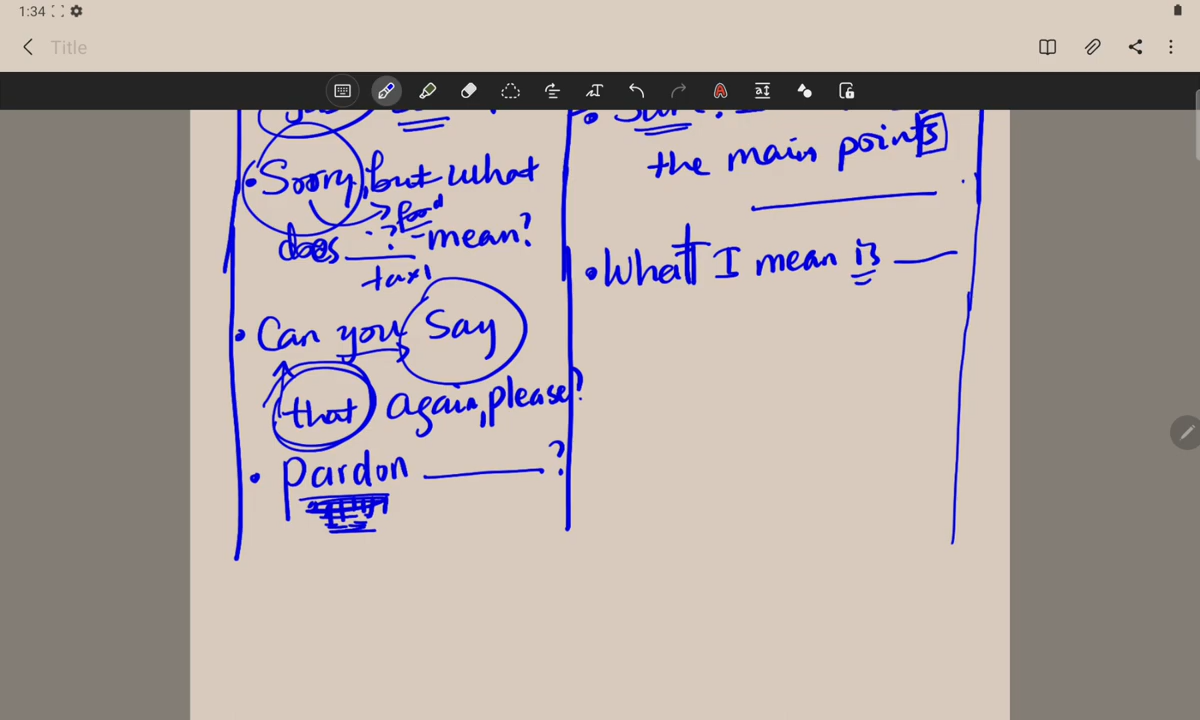 1:34
Title
the main points
Sorry, but what
food
does ? mean?
taxi
• What I mean is
• Can you say
that again, please?
• Pardon ?